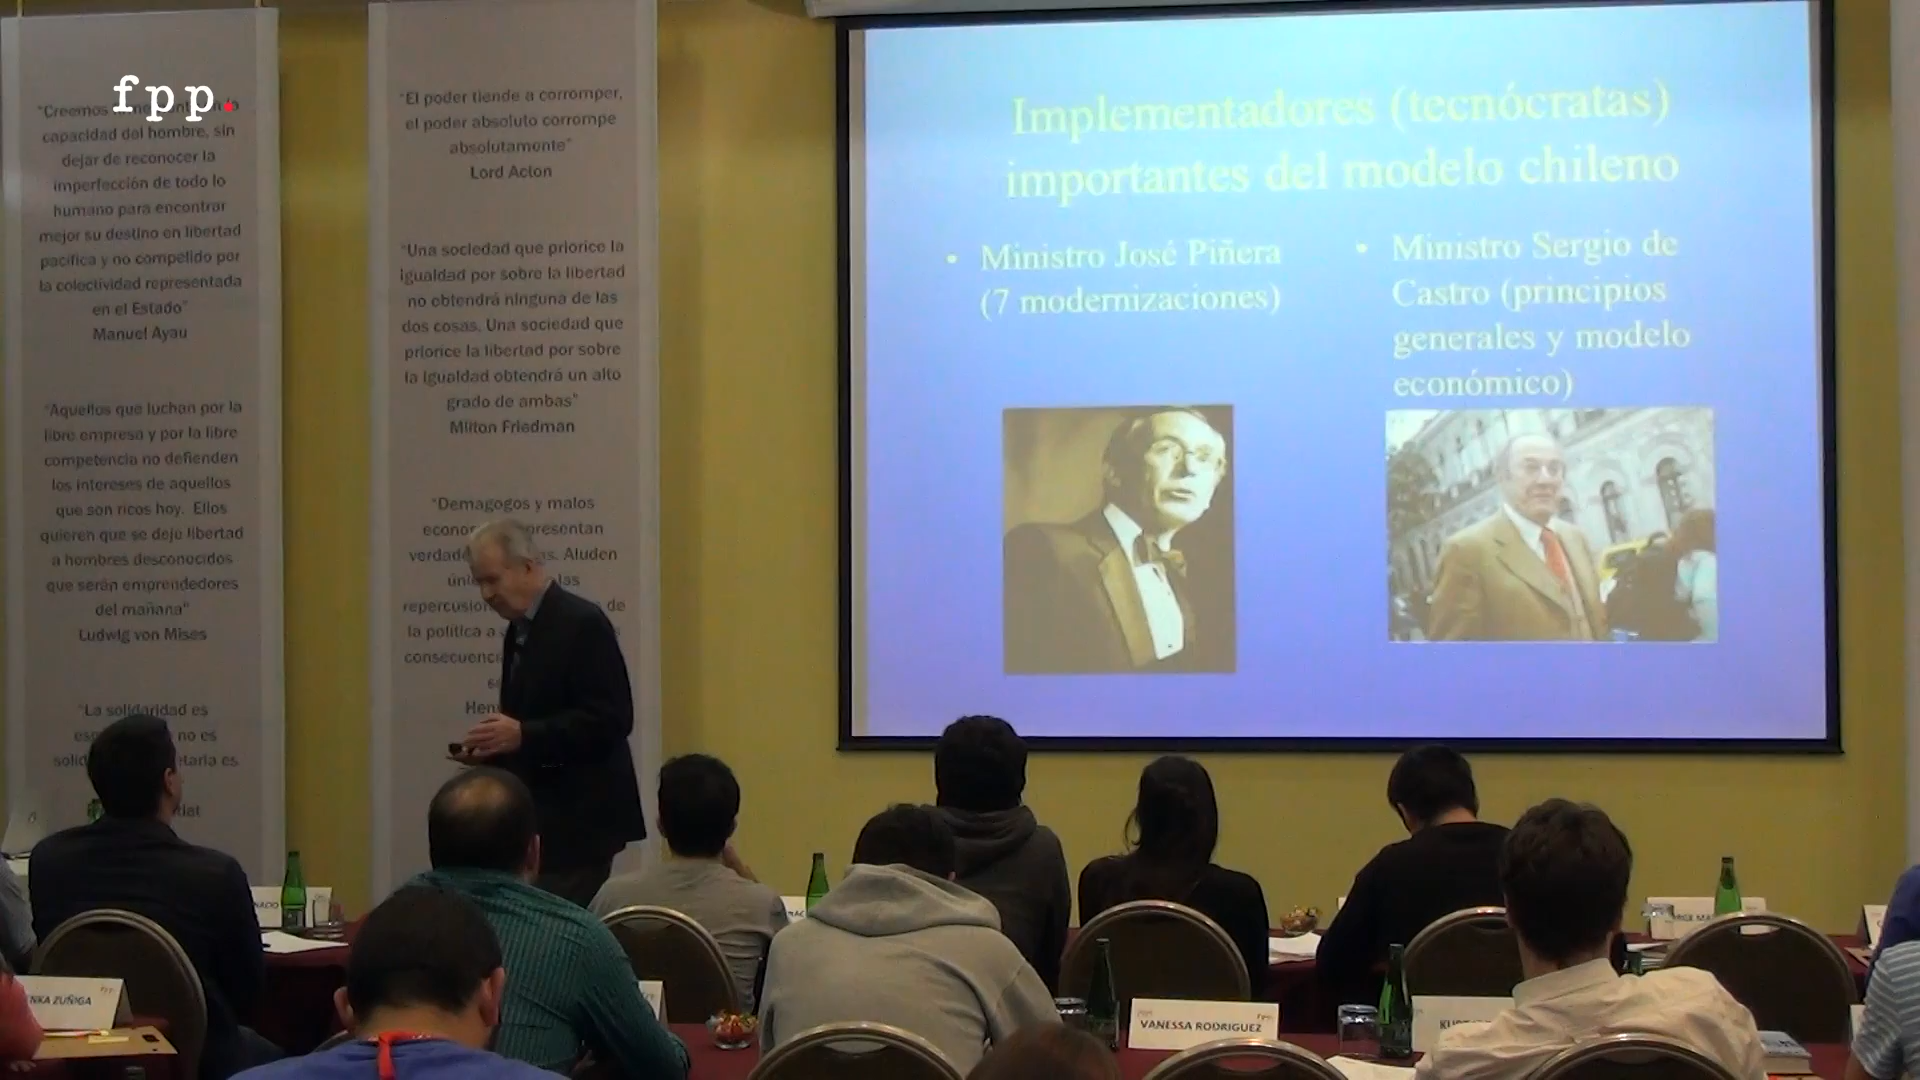 fpp.
"Creemos
capacidad del hombre, sin
dejar de reconocer la
imperfección de todo lo
humano para encontrar
mejor su destino en libertad
pacífica y no compelido por
la colectividad representada
en el Estado"
Manuel Ayau
"Aquellos que luchan por la
libre empresa y por la libre
competencia no defienden
los intereses de aquellos
que son ricos hoy. Ellos
quieren que se deje libertad
a hombres desconocidos
que serán emprendedores
del mañana"
Ludwig von Mises
"La solidaridad es
no es
"El poder tiende a corromper,
el poder absoluto corrompe
absolutamente"
Lord Acton
"Una sociedad que priorice la
igualdad por sobre la libertad
no obtendrá ninguna de las
dos cosas. Una sociedad que
priorice la libertad por sobre
la igualdad obtendrá un alto
grado de ambas"
Milton Friedman
"Demagogos y malos
Aluden
las
de
la política a
Implementadores (tecnócratas)
importantes del modelo chileno
• Ministro José Piñera
(7 modernizaciones)
• Ministro Sergio de
Castro (principios
generales y modelo
económico)
NKA ZUÑIGA
VANESSA RODRIGUEZ